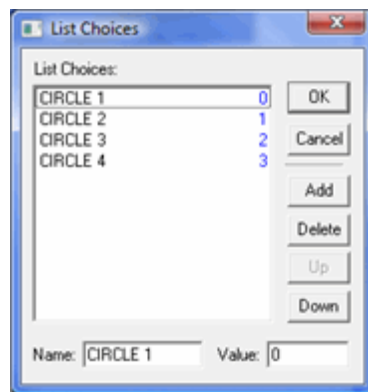 List Choices
List Choices:
CIRCLE 1 0
CIRCLE 2 1
CIRCLE 3 2
CIRCLE 4 3
OK
Cancel
Add
Delete
Up
Down
Name: CIRCLE 1 Value: 0